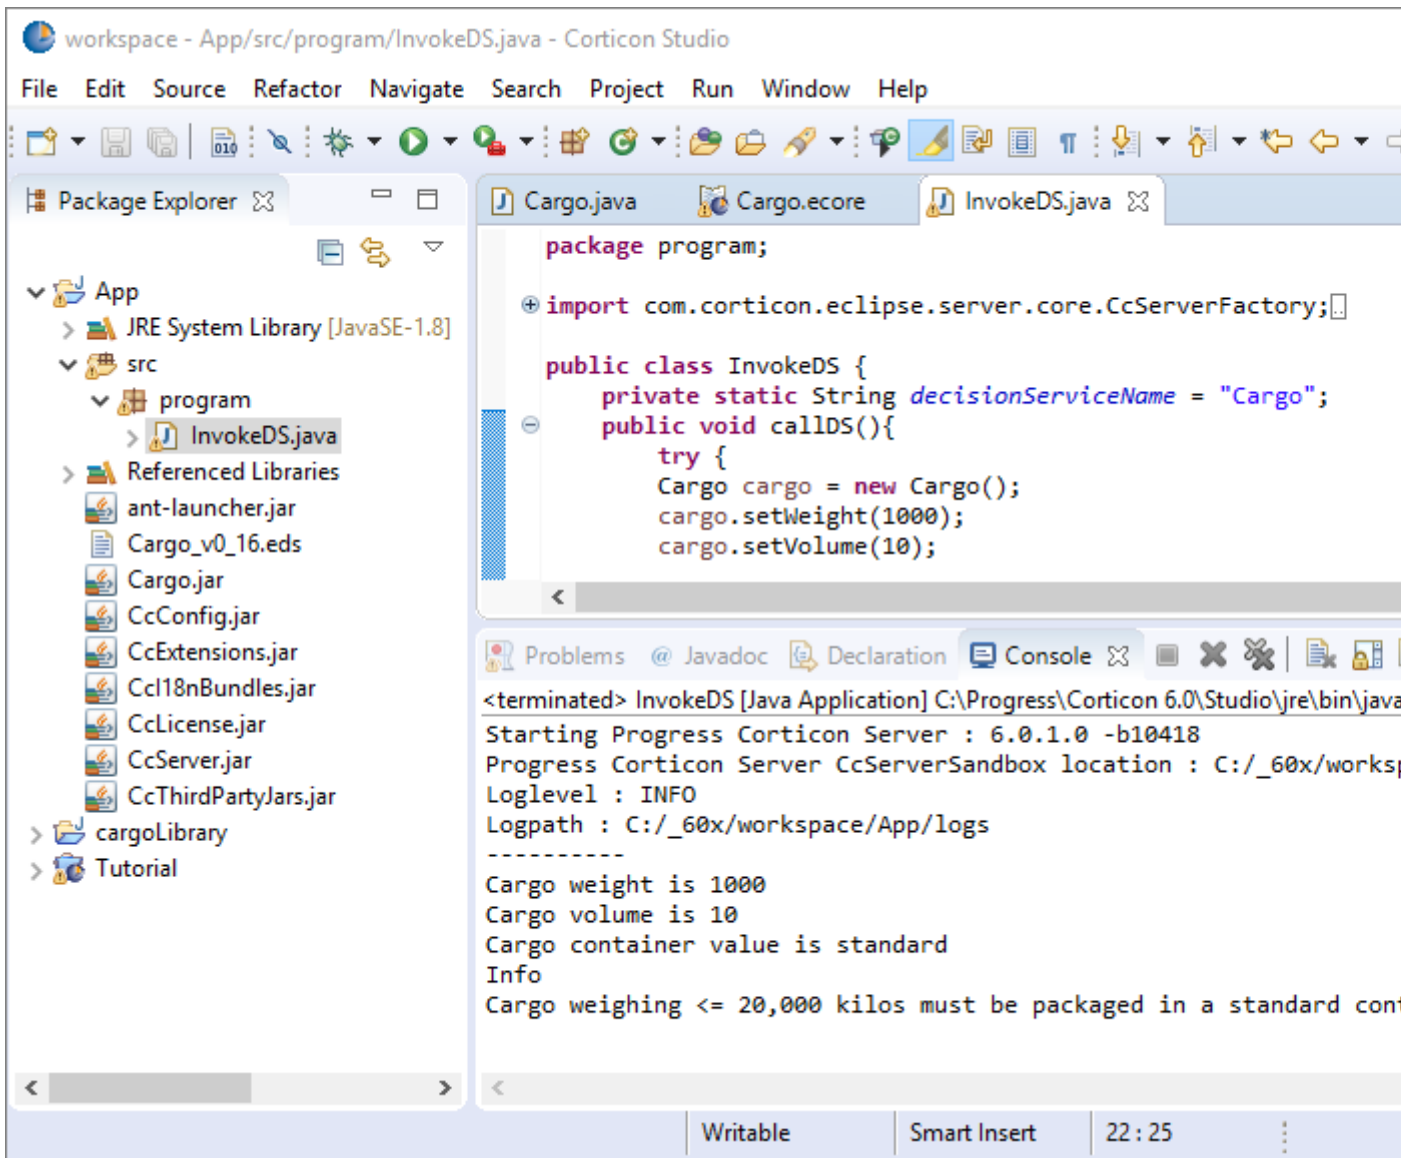 workspace - App/src/program/InvokeDS.java - Corticon Studio
File Edit Source Refactor Navigate Search Project Run Window Help
Package Explorer
App
JRE System Library [JavaSE-1.8]
src
program
InvokeDS.java
Referenced Libraries
ant-launcher.jar
Cargo_v0_16.eds
Cargo.jar
CcConfig.jar
CcExtensions.jar
CcI18nBundles.jar
CcLicense.jar
CcServer.jar
CcThirdPartyJars.jar
cargoLibrary
Tutorial
Cargo.java Cargo.ecore InvokeDS.java
package program;
import com.corticon.eclipse.server.core.CcServerFactory;
public class InvokeDS {
private static String decisionServiceName = "Cargo";
public void callDS(){
try {
Cargo cargo = new Cargo();
cargo.setWeight(1000);
cargo.setVolume(10);
Problems @ Javadoc Declaration Console
<terminated> InvokeDS [Java Application] C:\Progress\Corticon 6.0\Studio\jre\bin\java
Starting Progress Corticon Server : 6.0.1.0 -b10418
Progress Corticon Server CcServerSandbox location : C:/_60x/worksp
Loglevel : INFO
Logpath : C:/_60x/workspace/App/logs
----------
Cargo weight is 1000
Cargo volume is 10
Cargo container value is standard
Info
Cargo weighing <= 20,000 kilos must be packaged in a standard cont
Writable Smart Insert 22 : 25